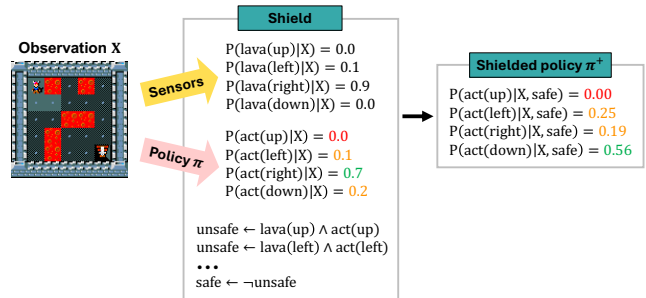 Observation X
Sensors
Policy π
Shield
P(lava(up)|X) = 0.0
P(lava(left)|X) = 0.1
P(lava(right)|X) = 0.9
P(lava(down)|X) = 0.0
P(act(up)|X) = 0.0
P(act(left)|X) = 0.1
P(act(right)|X) = 0.7
P(act(down)|X) = 0.2
unsafe ← lava(up) ∧ act(up)
unsafe ← lava(left) ∧ act(left)
...
safe ← ¬unsafe
Shielded policy π⁺
P(act(up)|X, safe) = 0.00
P(act(left)|X, safe) = 0.25
P(act(right)|X, safe) = 0.19
P(act(down)|X, safe) = 0.56